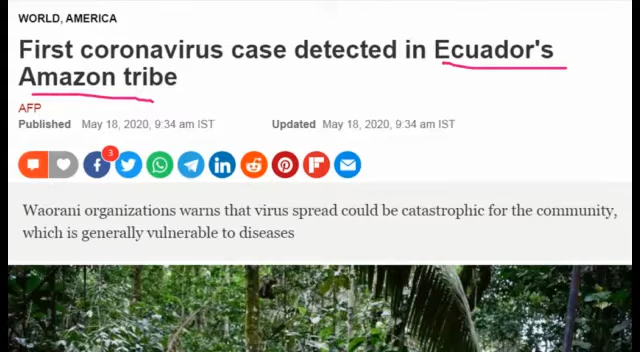 WORLD, AMERICA
First coronavirus case detected in Ecuador's
Amazon tribe
AFP
Published May 18, 2020, 9:34 am IST Updated May 18, 2020, 9:34 am IST
3
Waorani organizations warns that virus spread could be catastrophic for the community,
which is generally vulnerable to diseases